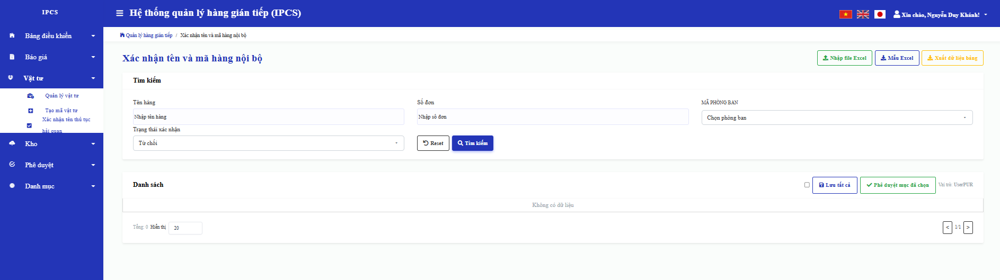 IPCS
Hệ thống quản lý hàng gián tiếp (IPCS)
Xin chào, Nguyễn Duy Khánh!
Bảng điều khiển
Báo giá
Vật tư
Quản lý vật tư
Tạo mã vật tư
Xác nhận tên thủ tục
hải quan
Kho
Phê duyệt
Danh mục
Quản lý hàng gián tiếp / Xác nhận tên và mã hàng nội bộ
Xác nhận tên và mã hàng nội bộ
Nhập file Excel Mẫu Excel Xuất dữ liệu bảng
Tìm kiếm
Tên hàng Số đơn MÃ PHÒNG BAN
Nhập tên hàng Nhập số đơn Chọn phòng ban
Trạng thái xác nhận
Từ chối Reset Tìm kiếm
Danh sách Lưu tất cả Phê duyệt mục đã chọn Vai trò: UserPUR
Không có dữ liệu
Tổng: 0 Hiển thị 20 < 1/1 >